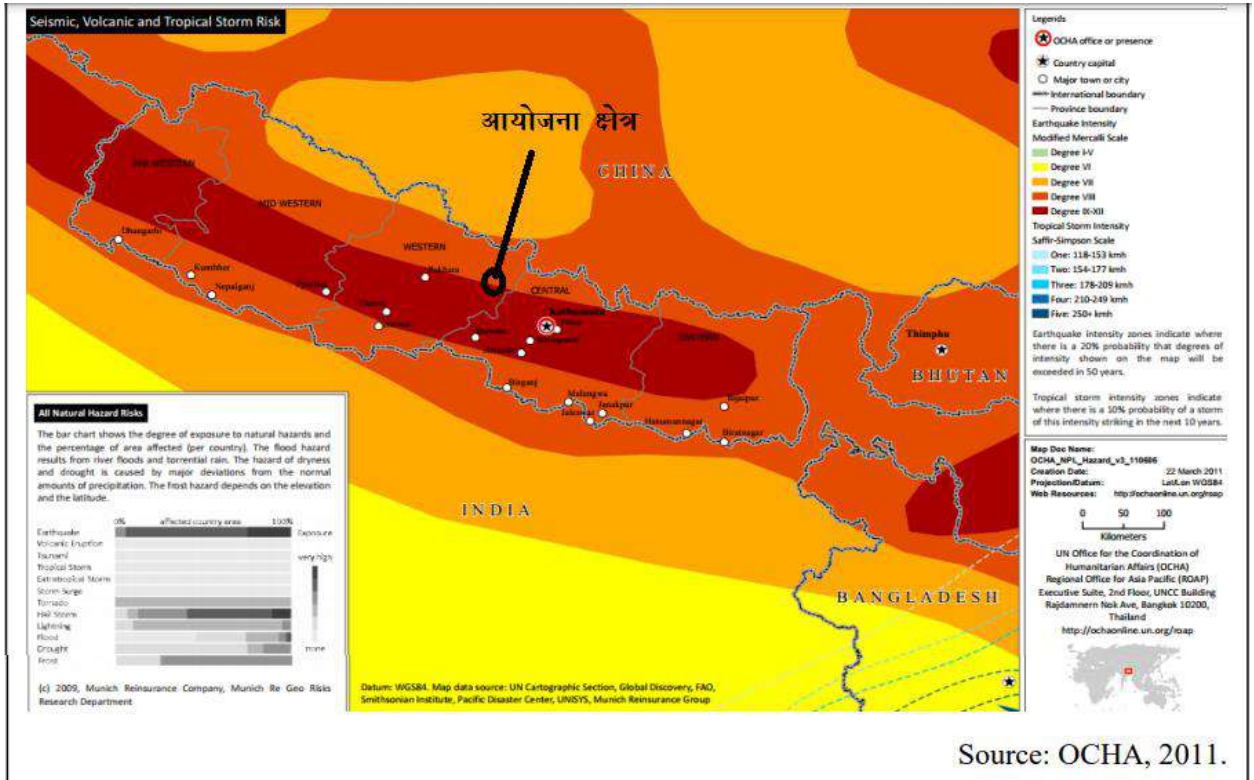 Seismic, Volcanic and Tropical Storm Risk
आयोजना क्षेत्र
CHINA
FAR WESTERN
MID WESTERN
WESTERN
CENTRAL
Dhangarhi
Nepalganj
Pokhara
Kathmandu
Birganj
Malangwa
Janakpur
Jaleswar
Hanumannagar
Biratnagar
Thimphu
BHUTAN
INDIA
BANGLADESH
All Natural Hazard Risks
The bar chart shows the degree of exposure to natural hazards and
the percentage of area affected (per country). The flood hazard
results from river floods and torrential rain. The hazard of dryness
and drought is caused by major deviations from the normal
amounts of precipitation. The frost hazard depends on the elevation
and the latitude.
0% affected country area 100%
Earthquake
Exposure
Volcanic Eruption
Tsunami
very high
Tropical Storm
Extratropical Storm
Storm Surge
Tornado
Hail Storm
Lightening
Flood
Drought
none
Frost
(c) 2009, Munich Reinsurance Company, Munich Re Geo Risks
Research Department
Datum: WGS84. Map data source: UN Cartographic Section, Global Discovery, FAO,
Smithsonian Institute, Pacific Disaster Center, UNISYS, Munich Reinsurance Group
Legends
OCHA office or presence
Country capital
Major town or city
International boundary
Province boundary
Earthquake Intensity
Modified Mercalli Scale
Degree I-V
Degree VI
Degree VII
Degree VIII
Degree IX-XII
Tropical Storm Intensity
Saffir-Simpson Scale
One: 118-153 kmh
Two: 154-177 kmh
Three: 178-209 kmh
Four: 210-249 kmh
Five: 250+ kmh
Earthquake intensity zones indicate where
there is a 20% probability that degrees of
intensity shown on the map will be
exceeded in 50 years.
Tropical storm intensity zones indicate
where there is a 10% probability of a storm
of this intensity striking in the next 10 years.
Map Doc Name:
OCHA_NPL_Hazard_v3_110606
Creation Date: 22 March 2011
Projection/Datum: Lat/Lon WGS84
Web Resources: http://ochaonline.un.org/roap
0 50 100
Kilometers
UN Office for the Coordination of
Humanitarian Affairs (OCHA)
Regional Office for Asia Pacific (ROAP)
Executive Suite, 2nd Floor, UNCC Building
Rajdamnern Nok Ave, Bangkok 10200,
Thailand
http://ochaonline.un.org/roap
Source: OCHA, 2011.